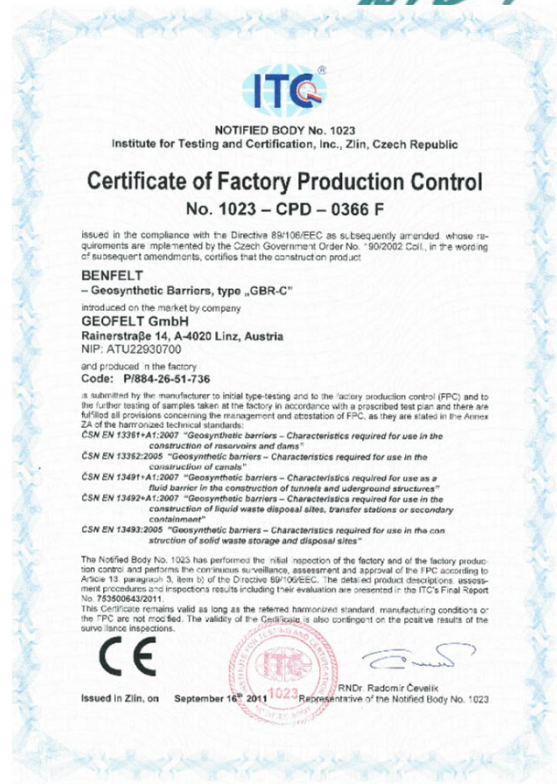 ITC®
NOTIFIED BODY No. 1023
Institute for Testing and Certification, Inc., Zlin, Czech Republic
Certificate of Factory Production Control
No. 1023 – CPD – 0366 F
issued in the compliance with the Directive 89/106/EEC as subsequently amended, whose re-
quirements are implemented by the Czech Government Order No. 190/2002 Coll., in the wording
of subsequent amendments, certifies that the construction product
BENFELT
– Geosynthetic Barriers, type „GBR-C"
introduced on the market by company
GEOFELT GmbH
Rainerstraβe 14, A-4020 Linz, Austria
NIP: ATU22930700
and produced in the factory
Code: P/884-26-51-736
is submitted by the manufacturer to initial type-testing and to the factory production control (FPC) and to
the further testing of samples taken at the factory in accordance with a prescribed test plan and there are
fulfilled all provisions concerning the management and attestation of FPC, as they are stated in the Annex
ZA of the harmonized technical standards:
ČSN EN 13361+A1:2007 "Geosynthetic barriers – Characteristics required for use in the
construction of reservoirs and dams"
ČSN EN 13362:2005 "Geosynthetic barriers – Characteristics required for use in the
construction of canals"
ČSN EN 13491+A1:2007 "Geosynthetic barriers – Characteristics required for use as a
fluid barrier in the construction of tunnels and uderground structures"
ČSN EN 13492+A1:2007 "Geosynthetic barriers – Characteristics required for use in the
construction of liquid waste disposal sites, transfer stations or secondary
containment"
ČSN EN 13493:2005 "Geosynthetic barriers – Characteristics required for use in the con
struction of solid waste storage and disposal sites"
The Notified Body No. 1023 has performed the initial inspection of the factory and of the factory produc-
tion control and performs the continuous surveillance, assessment and approval of the FPC according to
Article 13, paragraph 3, item b) of the Directive 89/106/EEC. The detailed product descriptions, assess-
ment procedures and inspections results including their evaluation are presented in the ITC's Final Report
No. 753500643/2011.
This Certificate remains valid as long as the referred harmonized standard, manufacturing conditions or
the FPC are not modified. The validity of the Certificate is also contingent on the positive results of the
surveillance inspections.
CE
INSTITUTE FOR TESTING AND CERTIFICATION
ITC
1023
RNDr. Radomír Čevelík
Issued in Zlín, on September 16th 2011 Representative of the Notified Body No. 1023